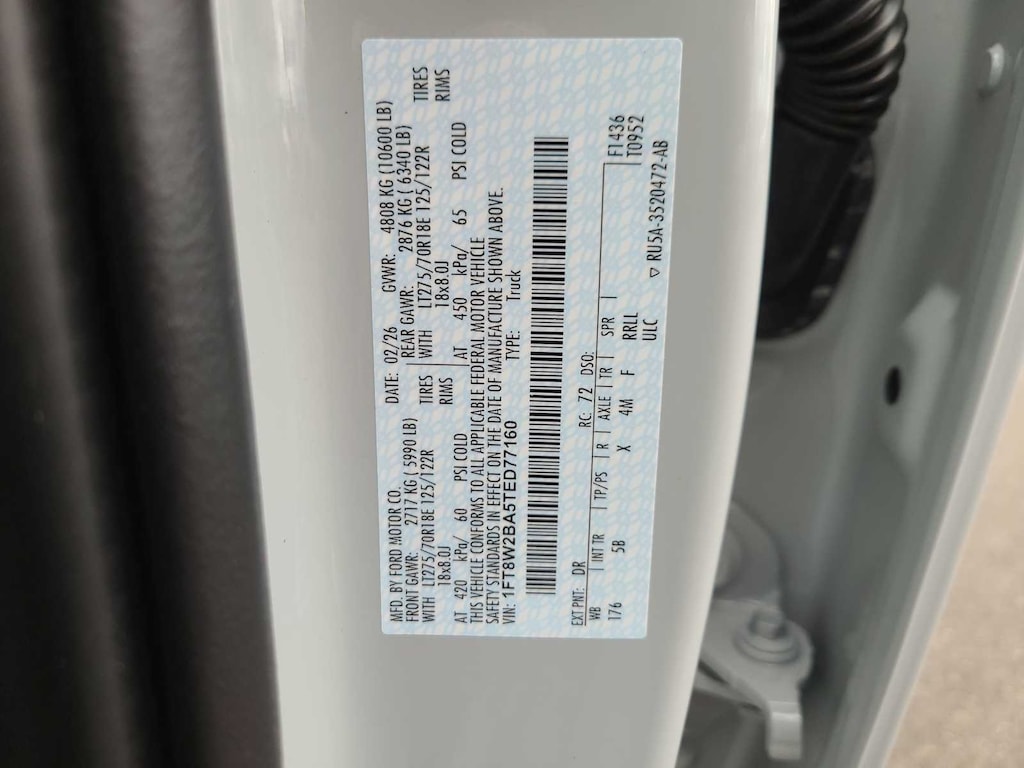 MFD. BY FORD MOTOR CO.
DATE: 02/26 GVWR: 4808 KG (10600 LB)
FRONT GAWR: 2717 KG ( 5990 LB) REAR GAWR: 2876 KG ( 6340 LB)
WITH LT275/70R18E 125/122R TIRES WITH LT275/70R18E 125/122R TIRES
18x8.0J RIMS 18x8.0J RIMS
AT 420 kPa/ 60 PSI COLD AT 450 kPa/ 65 PSI COLD
THIS VEHICLE CONFORMS TO ALL APPLICABLE FEDERAL MOTOR VEHICLE
SAFETY STANDARDS IN EFFECT ON THE DATE OF MANUFACTURE SHOWN ABOVE.
VIN: 1FT8W2BA5TED77160 TYPE: Truck
EXT PNT: DR RC: 72 DSO: F1436
WB | INT TR | TP/PS | R | AXLE | TR | SPR | T0952
176 5B X 4M F RRLL
ULC ▽ RU5A-3520472-AB